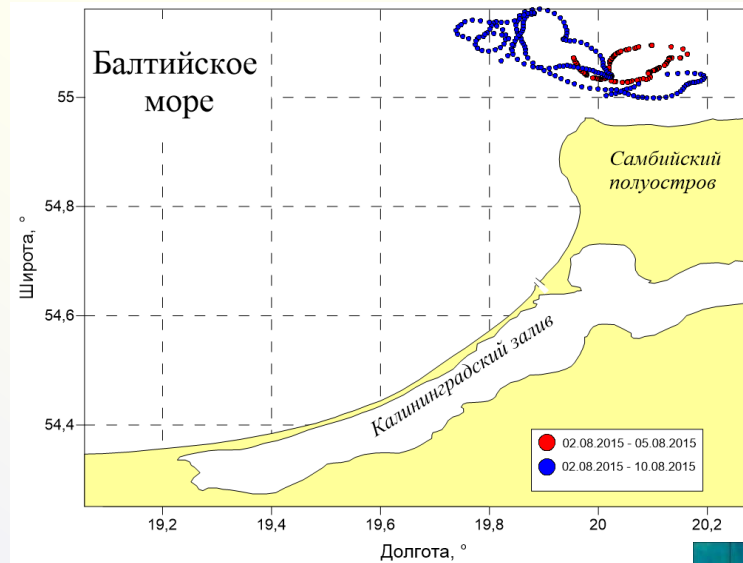 Балтийское
море
55
Самбийский
полуостров
54,8
Широта, °
54,6
Калининградский залив
54,4
02.08.2015 - 05.08.2015
02.08.2015 - 10.08.2015
19,2 19,4 19,6 19,8 20 20,2
Долгота, °